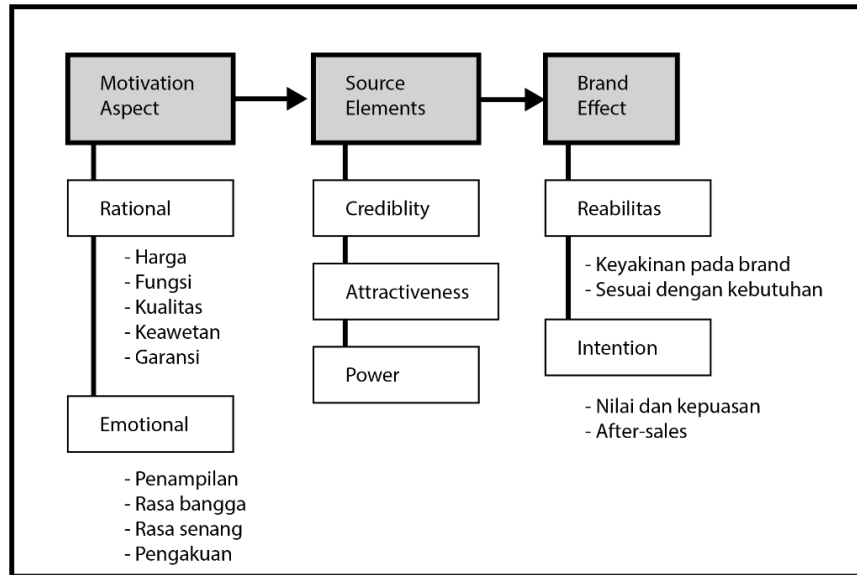 Motivation
Aspect
Source
Elements
Brand
Effect
Rational
- Harga
- Fungsi
- Kualitas
- Keawetan
- Garansi
Emotional
- Penampilan
- Rasa bangga
- Rasa senang
- Pengakuan
Crediblity
Attractiveness
Power
Reabilitas
- Keyakinan pada brand
- Sesuai dengan kebutuhan
Intention
- Nilai dan kepuasan
- After-sales